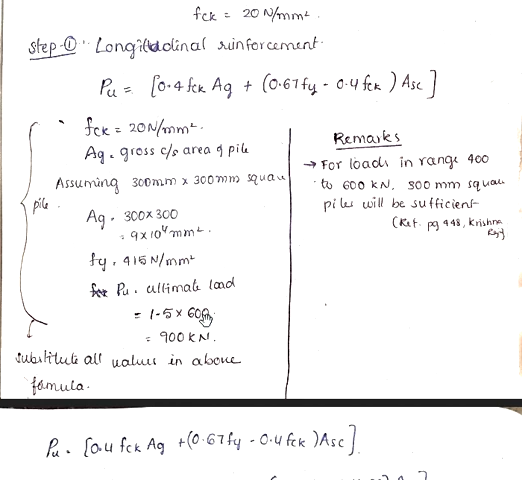 fck = 20 N/mm².
Step-① : Longitudinal reinforcement.
Pu = [0.4 fck Ag + (0.67fy - 0.4 fck) Asc]
fck = 20N/mm².
Ag = gross c/s area of pile
Assuming 300mm x 300mm square
pile.
Ag = 300x300
= 9x10⁴ mm².
fy = 415 N/mm²
Pu = ultimate load
= 1.5 x 600
= 900 kN.
substitute all values in above
formula.
Remarks
→ For loads in range 400
to 600 kN, 300 mm square
piles will be sufficient
(Ref. pg 448, Krishna
Raju)
Pu = [0.4 fck Ag + (0.67fy - 0.4fck) Asc].